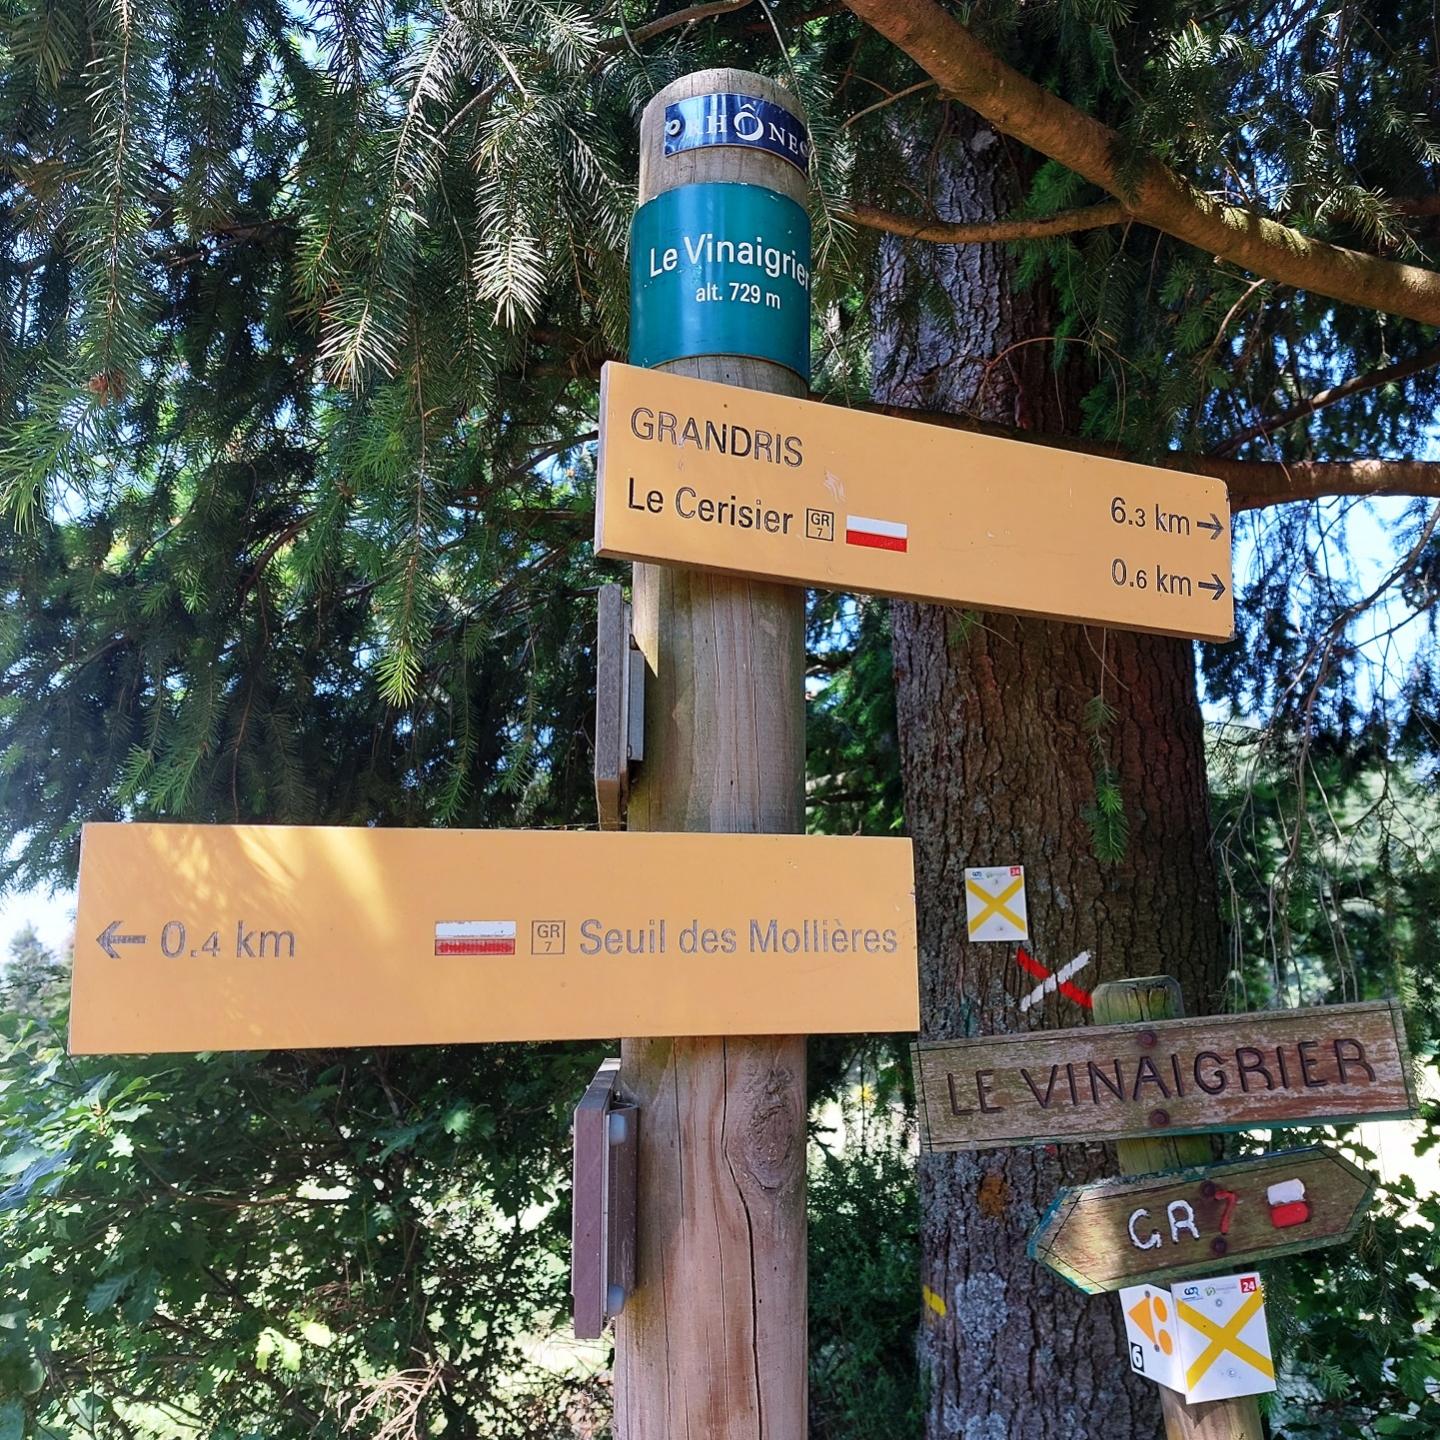 RHÔNE
Le Vinaigrier
alt. 729 m
GRANDRIS
6.3 km →
Le Cerisier GR 7
0.6 km →
← 0.4 km GR 7 Seuil des Mollières
24
LE VINAIGRIER
GR 7
24
6